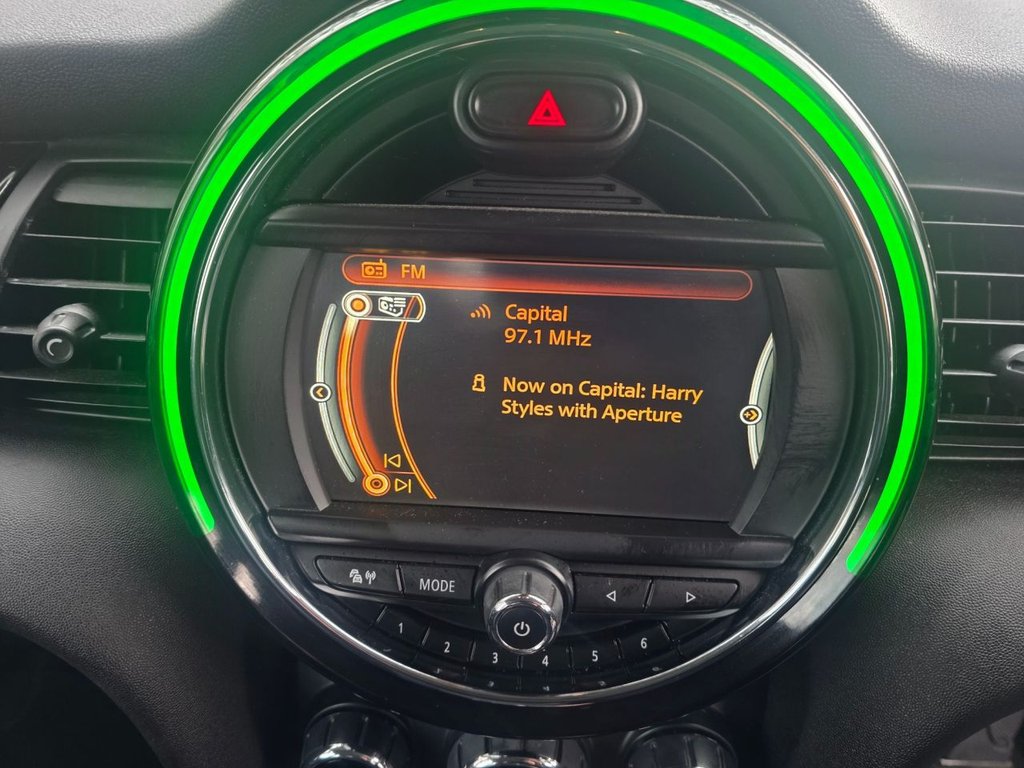 FM
Capital
97.1 MHz
Now on Capital: Harry
Styles with Aperture
MODE
1 2 3 4 5 6